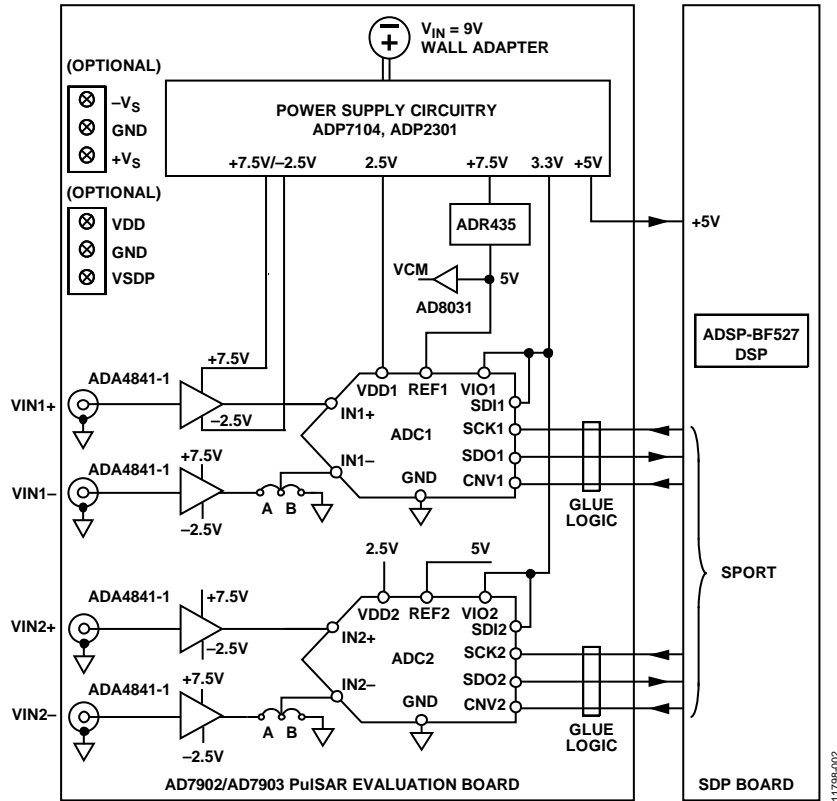 VIN = 9V
WALL ADAPTER
(OPTIONAL)
–VS
GND
+VS
POWER SUPPLY CIRCUITRY
ADP7104, ADP2301
+7.5V/–2.5V
2.5V
+7.5V
3.3V
+5V
(OPTIONAL)
VDD
GND
VSDP
ADR435
+5V
VCM
5V
AD8031
ADSP-BF527
DSP
+7.5V
ADA4841-1
VIN1+
–2.5V
VDD1
REF1
VIO1
SDI1
IN1+
ADC1
SCK1
SDO1
CNV1
IN1–
GND
ADA4841-1
+7.5V
VIN1–
–2.5V
A
B
GLUE
LOGIC
SPORT
2.5V
5V
ADA4841-1
+7.5V
VIN2+
–2.5V
VDD2
REF2
VIO2
SDI2
IN2+
ADC2
SCK2
SDO2
CNV2
IN2–
GND
ADA4841-1
+7.5V
VIN2–
–2.5V
A
B
GLUE
LOGIC
AD7902/AD7903 PulSAR EVALUATION BOARD
SDP BOARD
11798-002